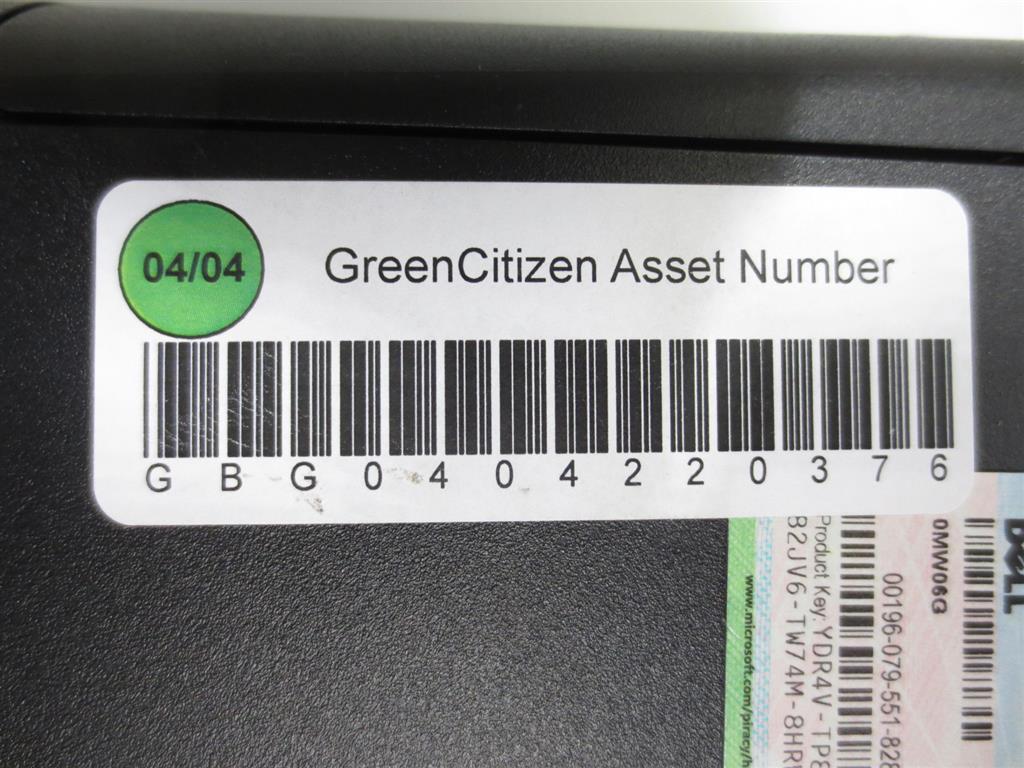 04/04
GreenCitizen Asset Number
GBG0404220376
DELL
0MW06G
00196-079-551-828
Product Key: YDR4V-TP8
B2JV6-TW74M-8HR
www.microsoft.com/piracy/h